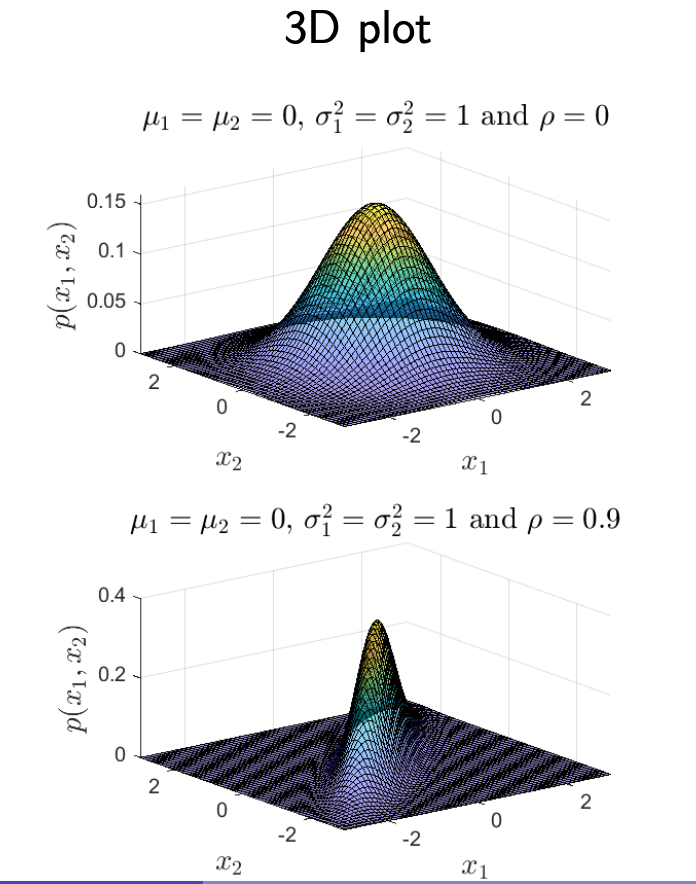 3D plot
μ₁ = μ₂ = 0, σ₁² = σ₂² = 1 and ρ = 0
p(x₁, x₂)
0.15
0.1
0.05
0
2
0
-2
x₂
-2
0
2
x₁
μ₁ = μ₂ = 0, σ₁² = σ₂² = 1 and ρ = 0.9
p(x₁, x₂)
0.4
0.2
0
2
0
-2
x₂
-2
0
2
x₁